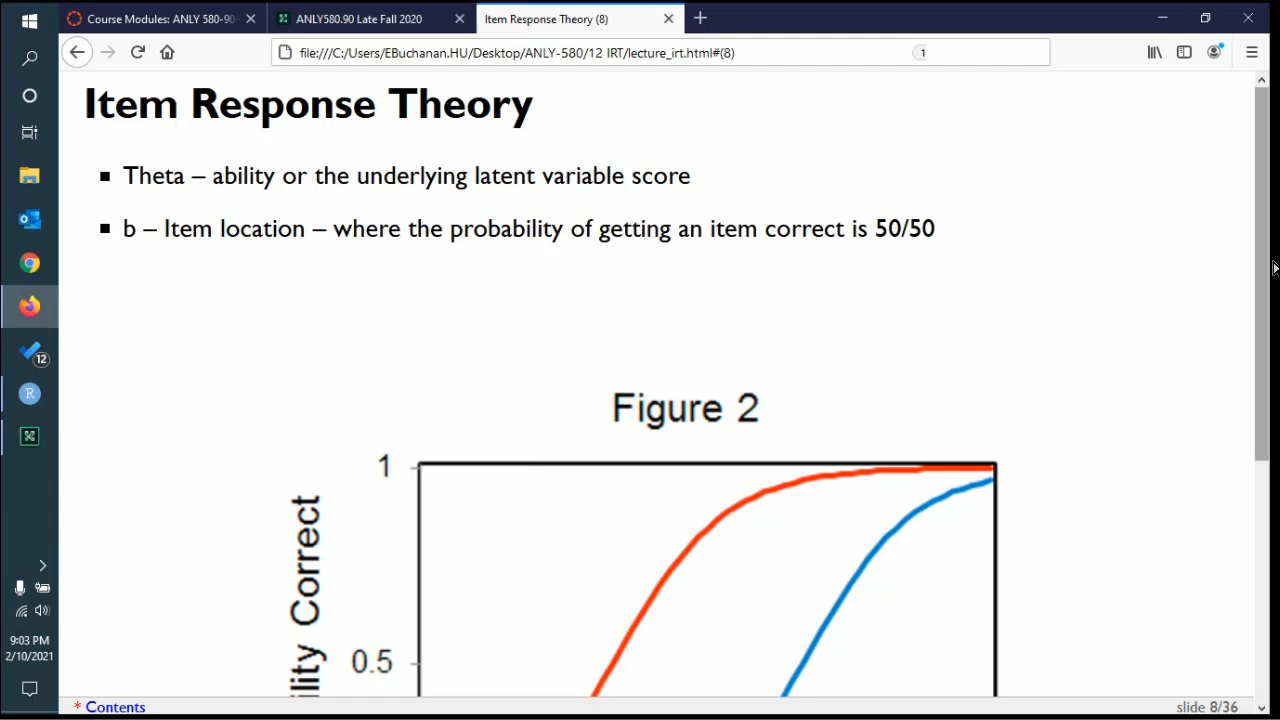 Course Modules: ANLY 580-90-
ANLY580.90 Late Fall 2020
Item Response Theory (8)
file:///C:/Users/EBuchanan.HU/Desktop/ANLY-580/12 IRT/lecture_irt.html#(8)
1
Item Response Theory
Theta – ability or the underlying latent variable score
b – Item location – where the probability of getting an item correct is 50/50
Figure 2
1
ility Correct
0.5
12
R
9:03 PM
2/10/2021
* Contents
slide 8/36